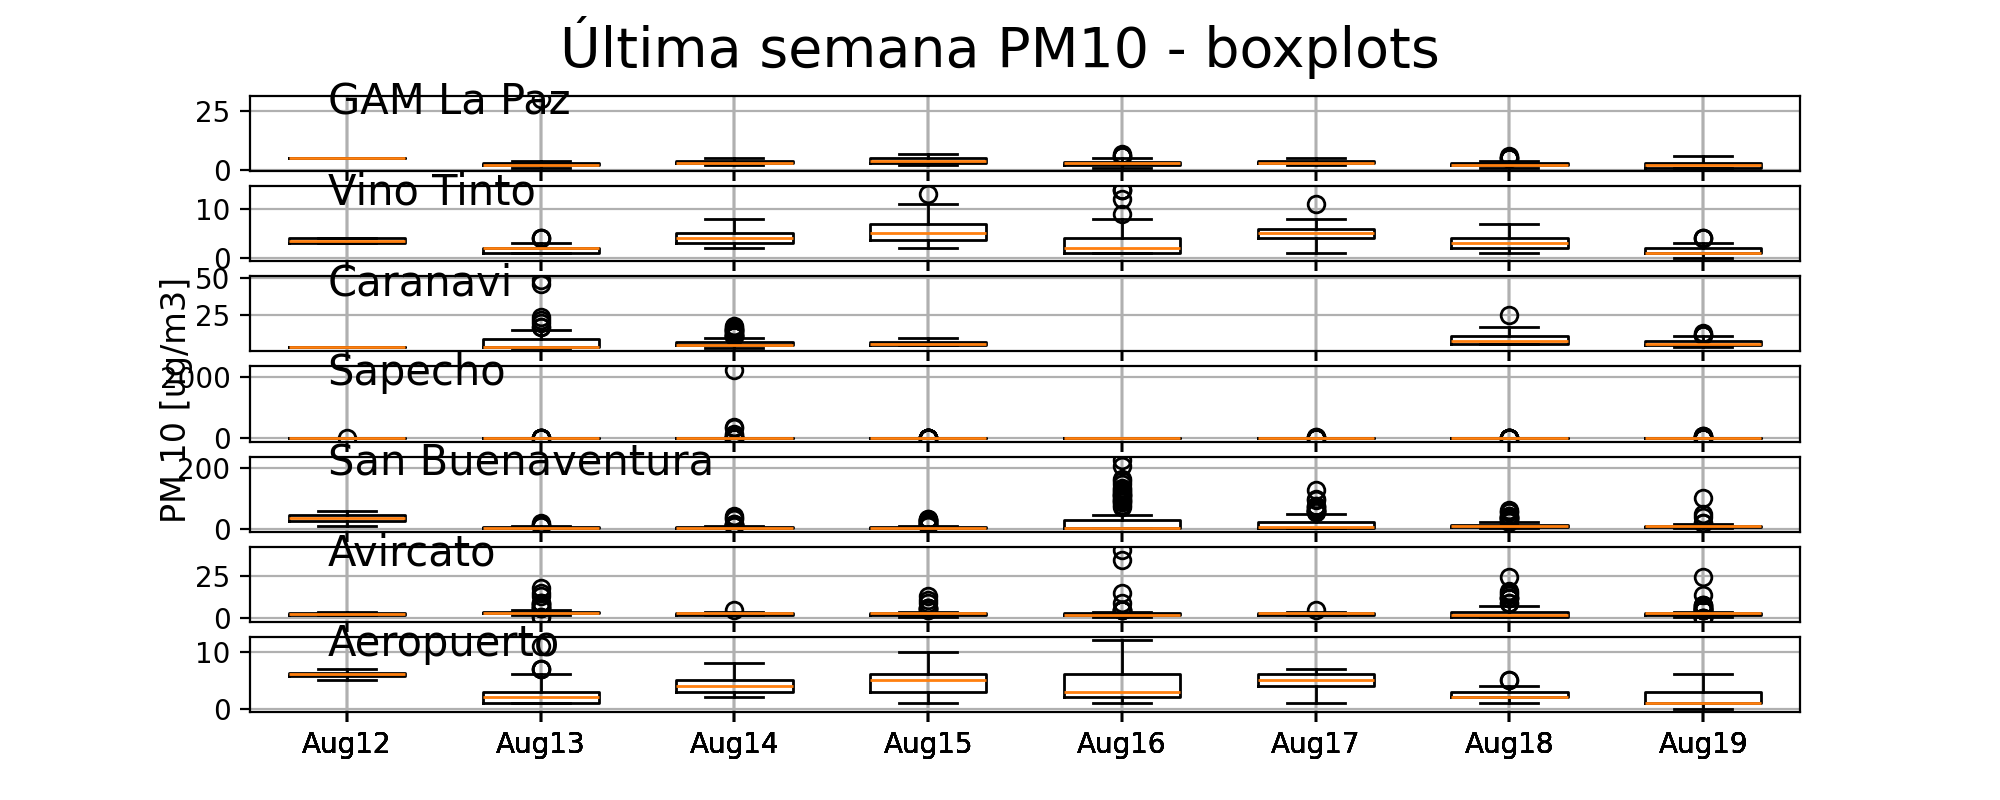 Última semana PM10 - boxplots
GAM La Paz
25
0
Vino Tinto
10
0
Caranavi
50
25
PM 10 [ug/m3]
Sapecho
2000
0
San Buenaventura
200
0
Avircato
25
0
Aeropuerto
10
0
Aug12 Aug13 Aug14 Aug15 Aug16 Aug17 Aug18 Aug19